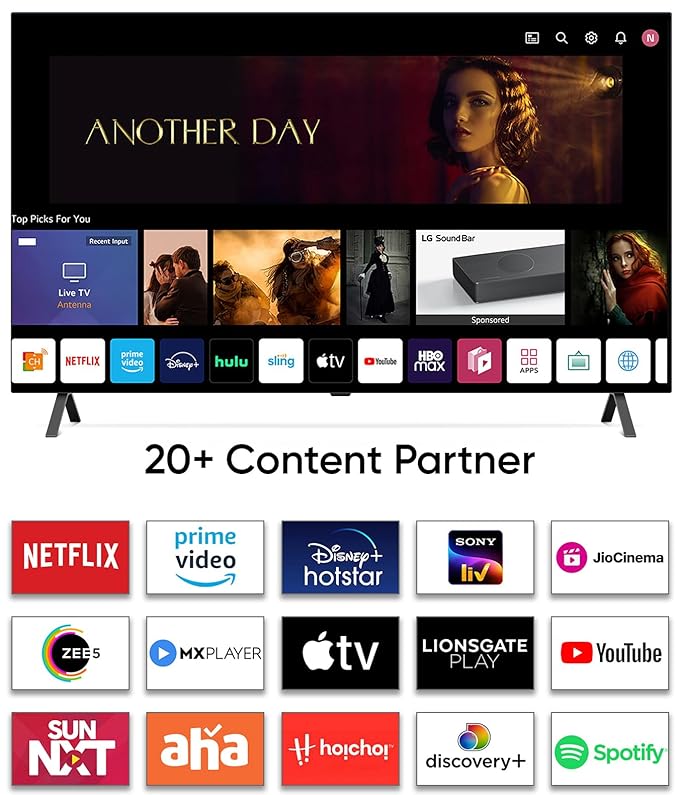 N
ANOTHER DAY
Top Picks For You
Recent Input
Live TV
Antenna
LG SoundBar
Sponsored
CH
NETFLIX
prime
video
Disney+
hulu
sling
tv
YouTube
HBO
max
APPS
20+ Content Partner
NETFLIX
prime
video
Disney+
hotstar
SONY
liv
JioCinema
ZEE5
MXPLAYER
tv
LIONSGATE
PLAY
YouTube
SUN
NXT
aha
hoichoi
discovery+
Spotify